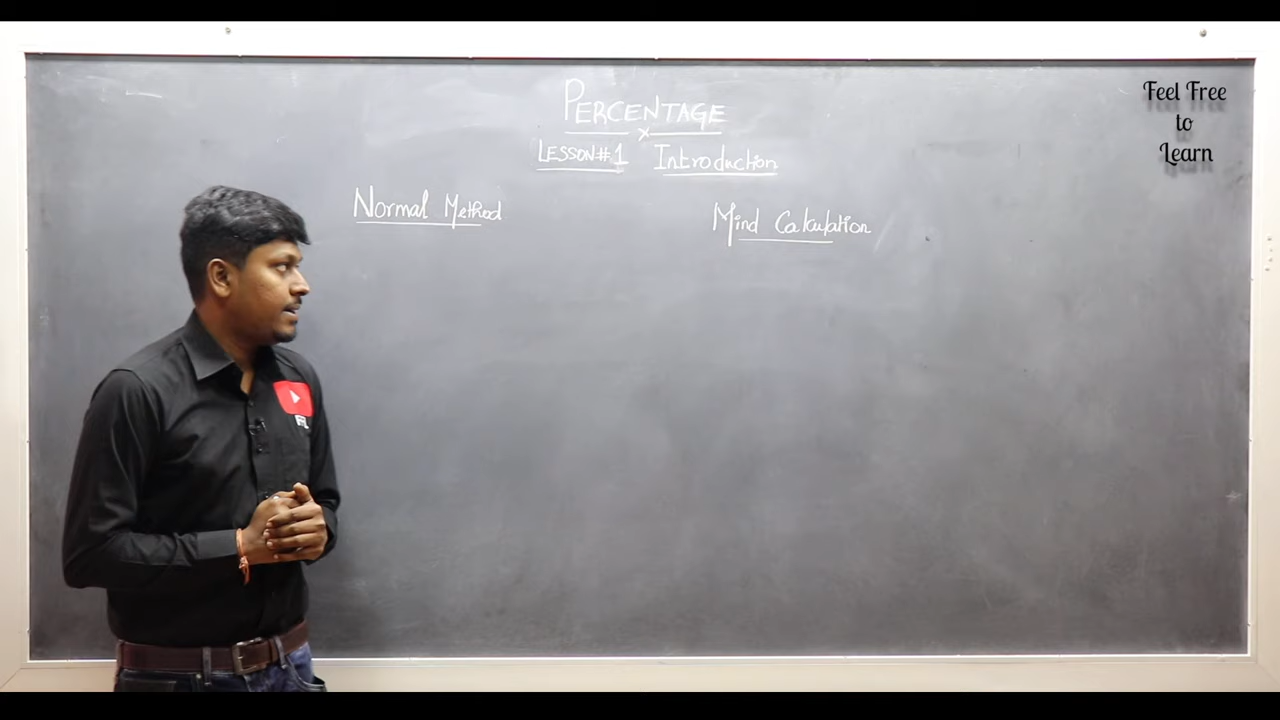 PERCENTAGE
LESSON#1 Introduction
Normal Method
Mind Calculation
Feel Free
to
Learn